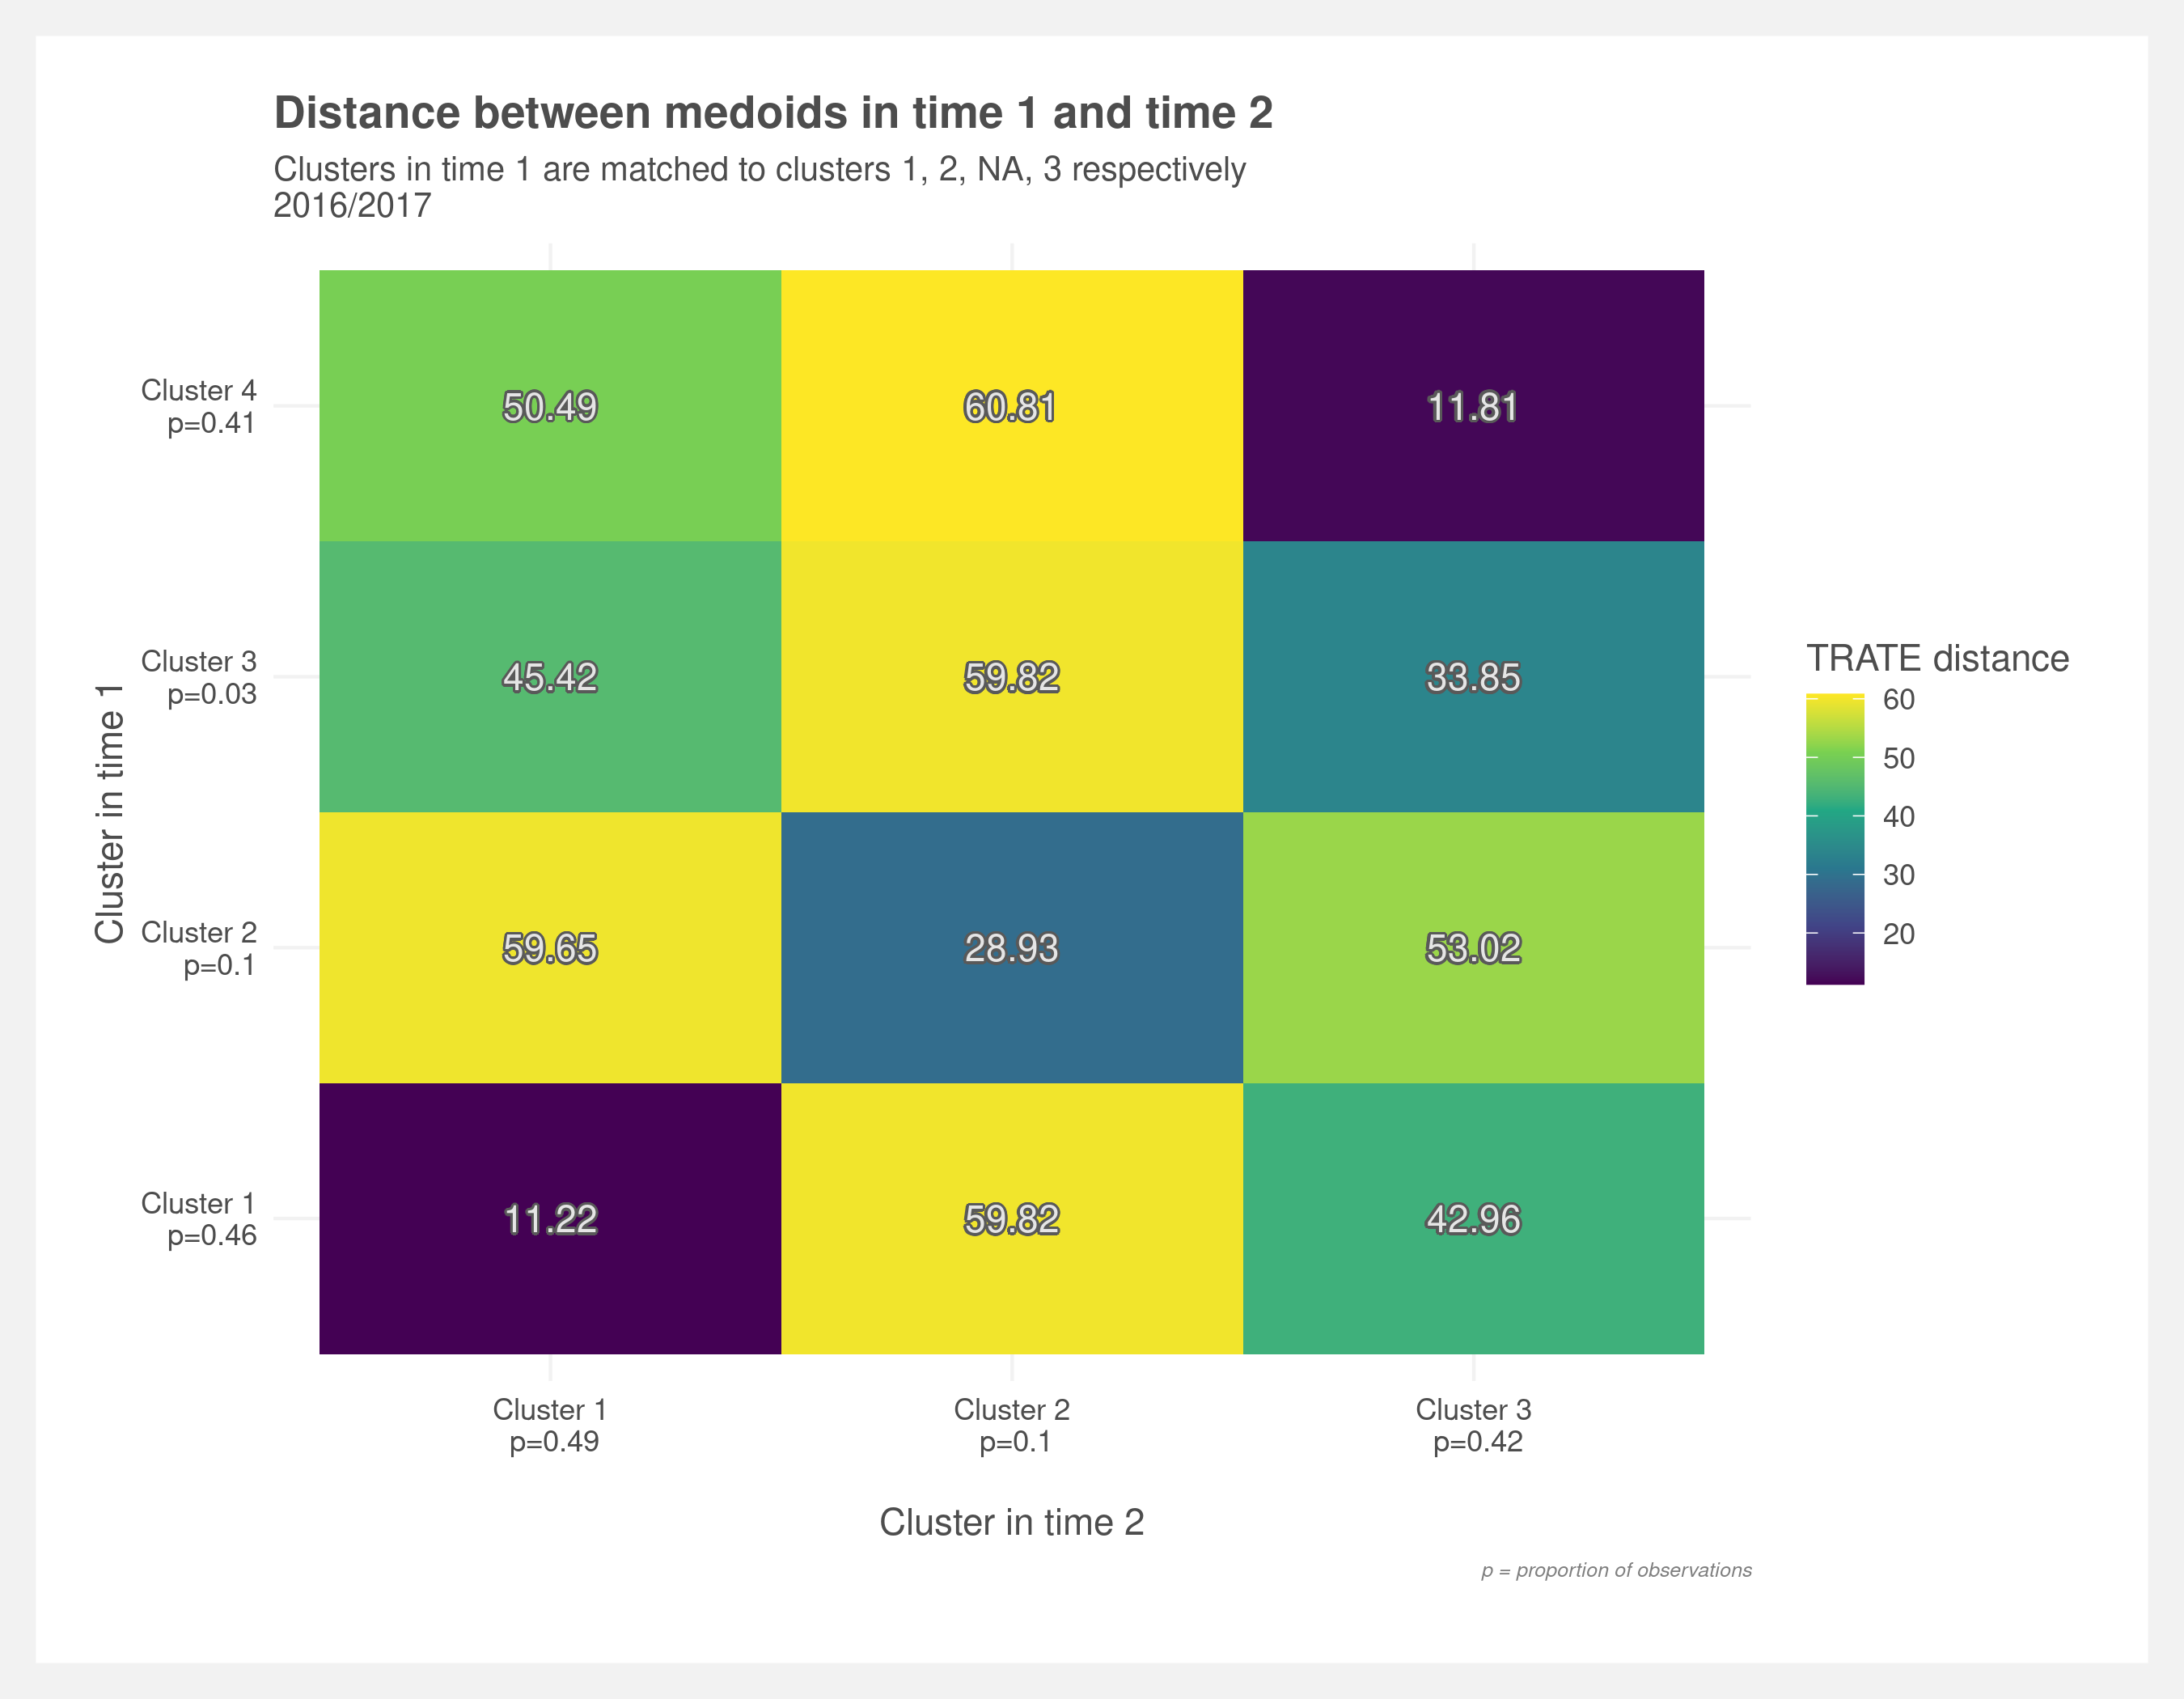 Distance between medoids in time 1 and time 2
Clusters in time 1 are matched to clusters 1, 2, NA, 3 respectively
2016/2017
Cluster in time 1
Cluster 4
p=0.41
50.49
60.81
11.81
Cluster 3
p=0.03
45.42
59.82
33.85
Cluster 2
p=0.1
59.65
28.93
53.02
Cluster 1
p=0.46
11.22
59.82
42.96
Cluster 1
p=0.49
Cluster 2
p=0.1
Cluster 3
p=0.42
Cluster in time 2
TRATE distance
60
50
40
30
20
p = proportion of observations